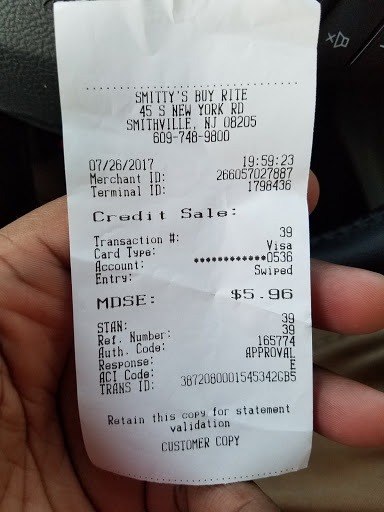 SMITTY'S BUY RITE
45 S NEW YORK RD
SMITHVILLE, NJ 08205
609-748-9800
07/26/2017 19:59:23
Merchant ID: 266057027887
Terminal ID: 1798436
Credit Sale:
Transaction #: 39
Card Type: Visa
Account: ************0536
Entry: Swiped
MDSE: $5.96
STAN: 39
Ref. Number: 39
Auth. Code: 165774
Response: APPROVAL
ACI Code: E
TRANS ID: 3872080001545342GB5
Retain this copy for statement
validation
CUSTOMER COPY